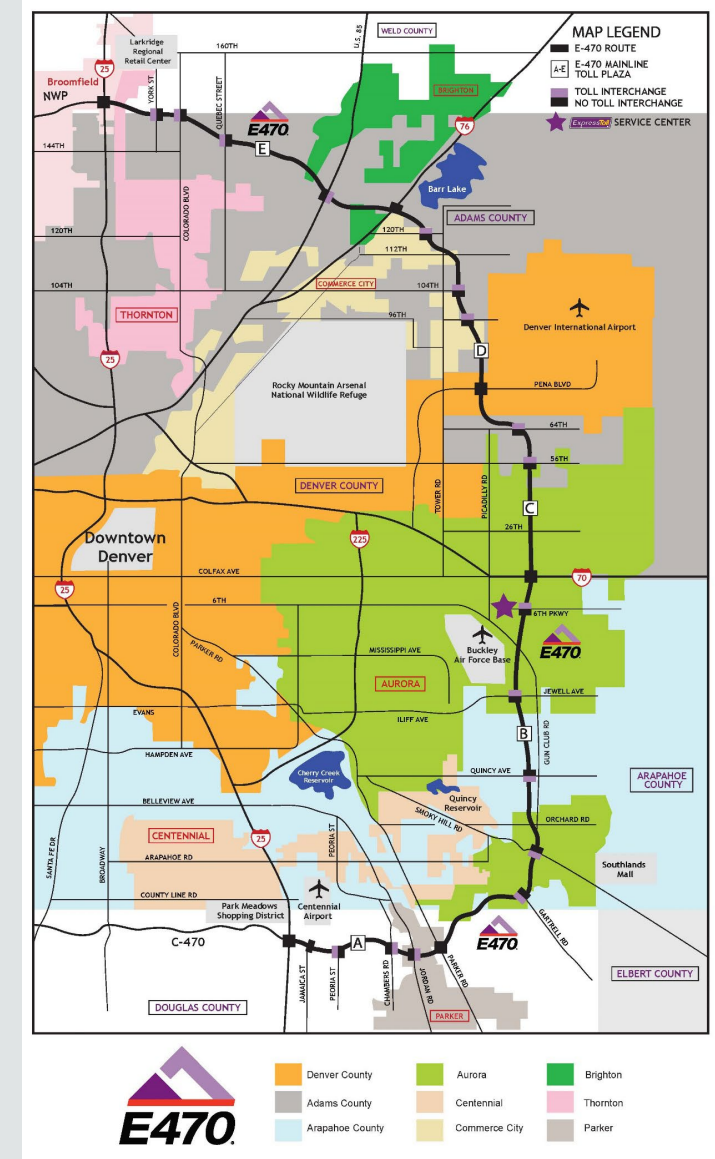 WELD COUNTY
U.S. 85
MAP LEGEND
E-470 ROUTE
A-E
E-470 MAINLINE
TOLL PLAZA
TOLL INTERCHANGE
NO TOLL INTERCHANGE
ExpressToll SERVICE CENTER
Larkridge
Regional
Retail Center
160TH
25
Broomfield
NWP
YORK ST
QUEBEC STREET
BRIGHTON
E470
76
E
144TH
Barr Lake
COLORADO BLVD
ADAMS COUNTY
120TH
120TH
112TH
104TH
COMMERCE CITY
104TH
THORNTON
96TH
Denver International Airport
25
D
Rocky Mountain Arsenal
National Wildlife Refuge
PENA BLVD
64TH
56TH
DENVER COUNTY
TOWER RD
PICADILLY RD
C
26TH
Downtown
Denver
225
COLFAX AVE
70
25
6TH
6TH PKWY
COLORADO BLVD
PARKER RD
MISSISSIPPI AVE
Buckley
Air Force Base
E470
AURORA
JEWELL AVE
EVANS
ILIFF AVE
B
GUN CLUB RD
HAMPDEN AVE
Cherry Creek
Reservoir
QUINCY AVE
ARAPAHOE
COUNTY
BELLEVIEW AVE
Quincy
Reservoir
SMOKY HILL RD
ORCHARD RD
CENTENNIAL
25
PEORIA ST
SANTA FE DR
BROADWAY
ARAPAHOE RD
Southlands
Mall
COUNTY LINE RD
Park Meadows
Shopping District
Centennial
Airport
GARTRELL RD
C-470
A
E470
JAMAICA ST
PEORIA ST
CHAMBERS RD
JORDAN RD
PARKER RD
ELBERT COUNTY
DOUGLAS COUNTY
PARKER
E470
Denver County
Aurora
Brighton
Adams County
Centennial
Thornton
Arapahoe County
Commerce City
Parker